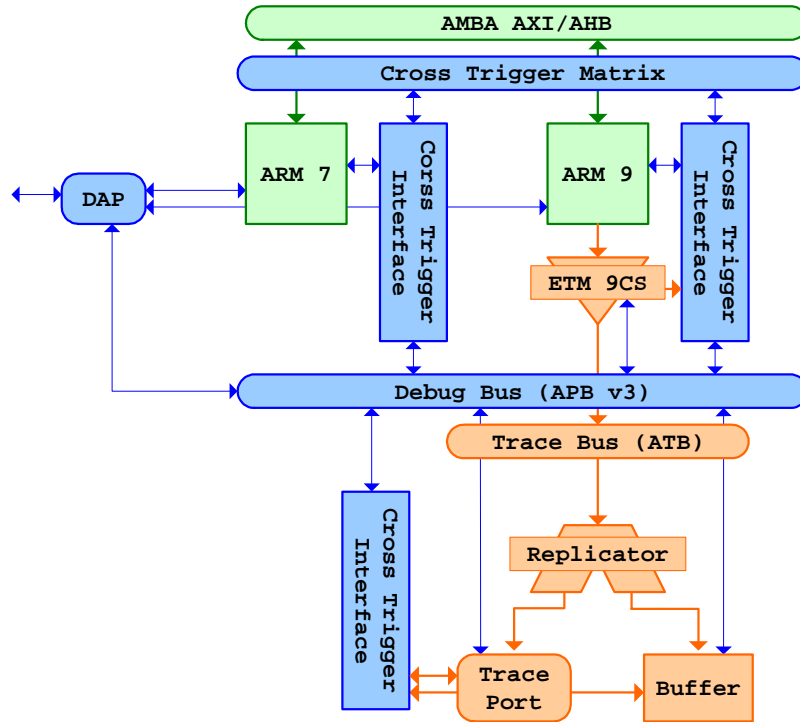 AMBA AXI/AHB
Cross Trigger Matrix
ARM 7
Corss Trigger
Interface
ARM 9
Cross Trigger
Interface
DAP
ETM 9CS
Debug Bus (APB v3)
Trace Bus (ATB)
Cross Trigger
Interface
Replicator
Trace
Port
Buffer